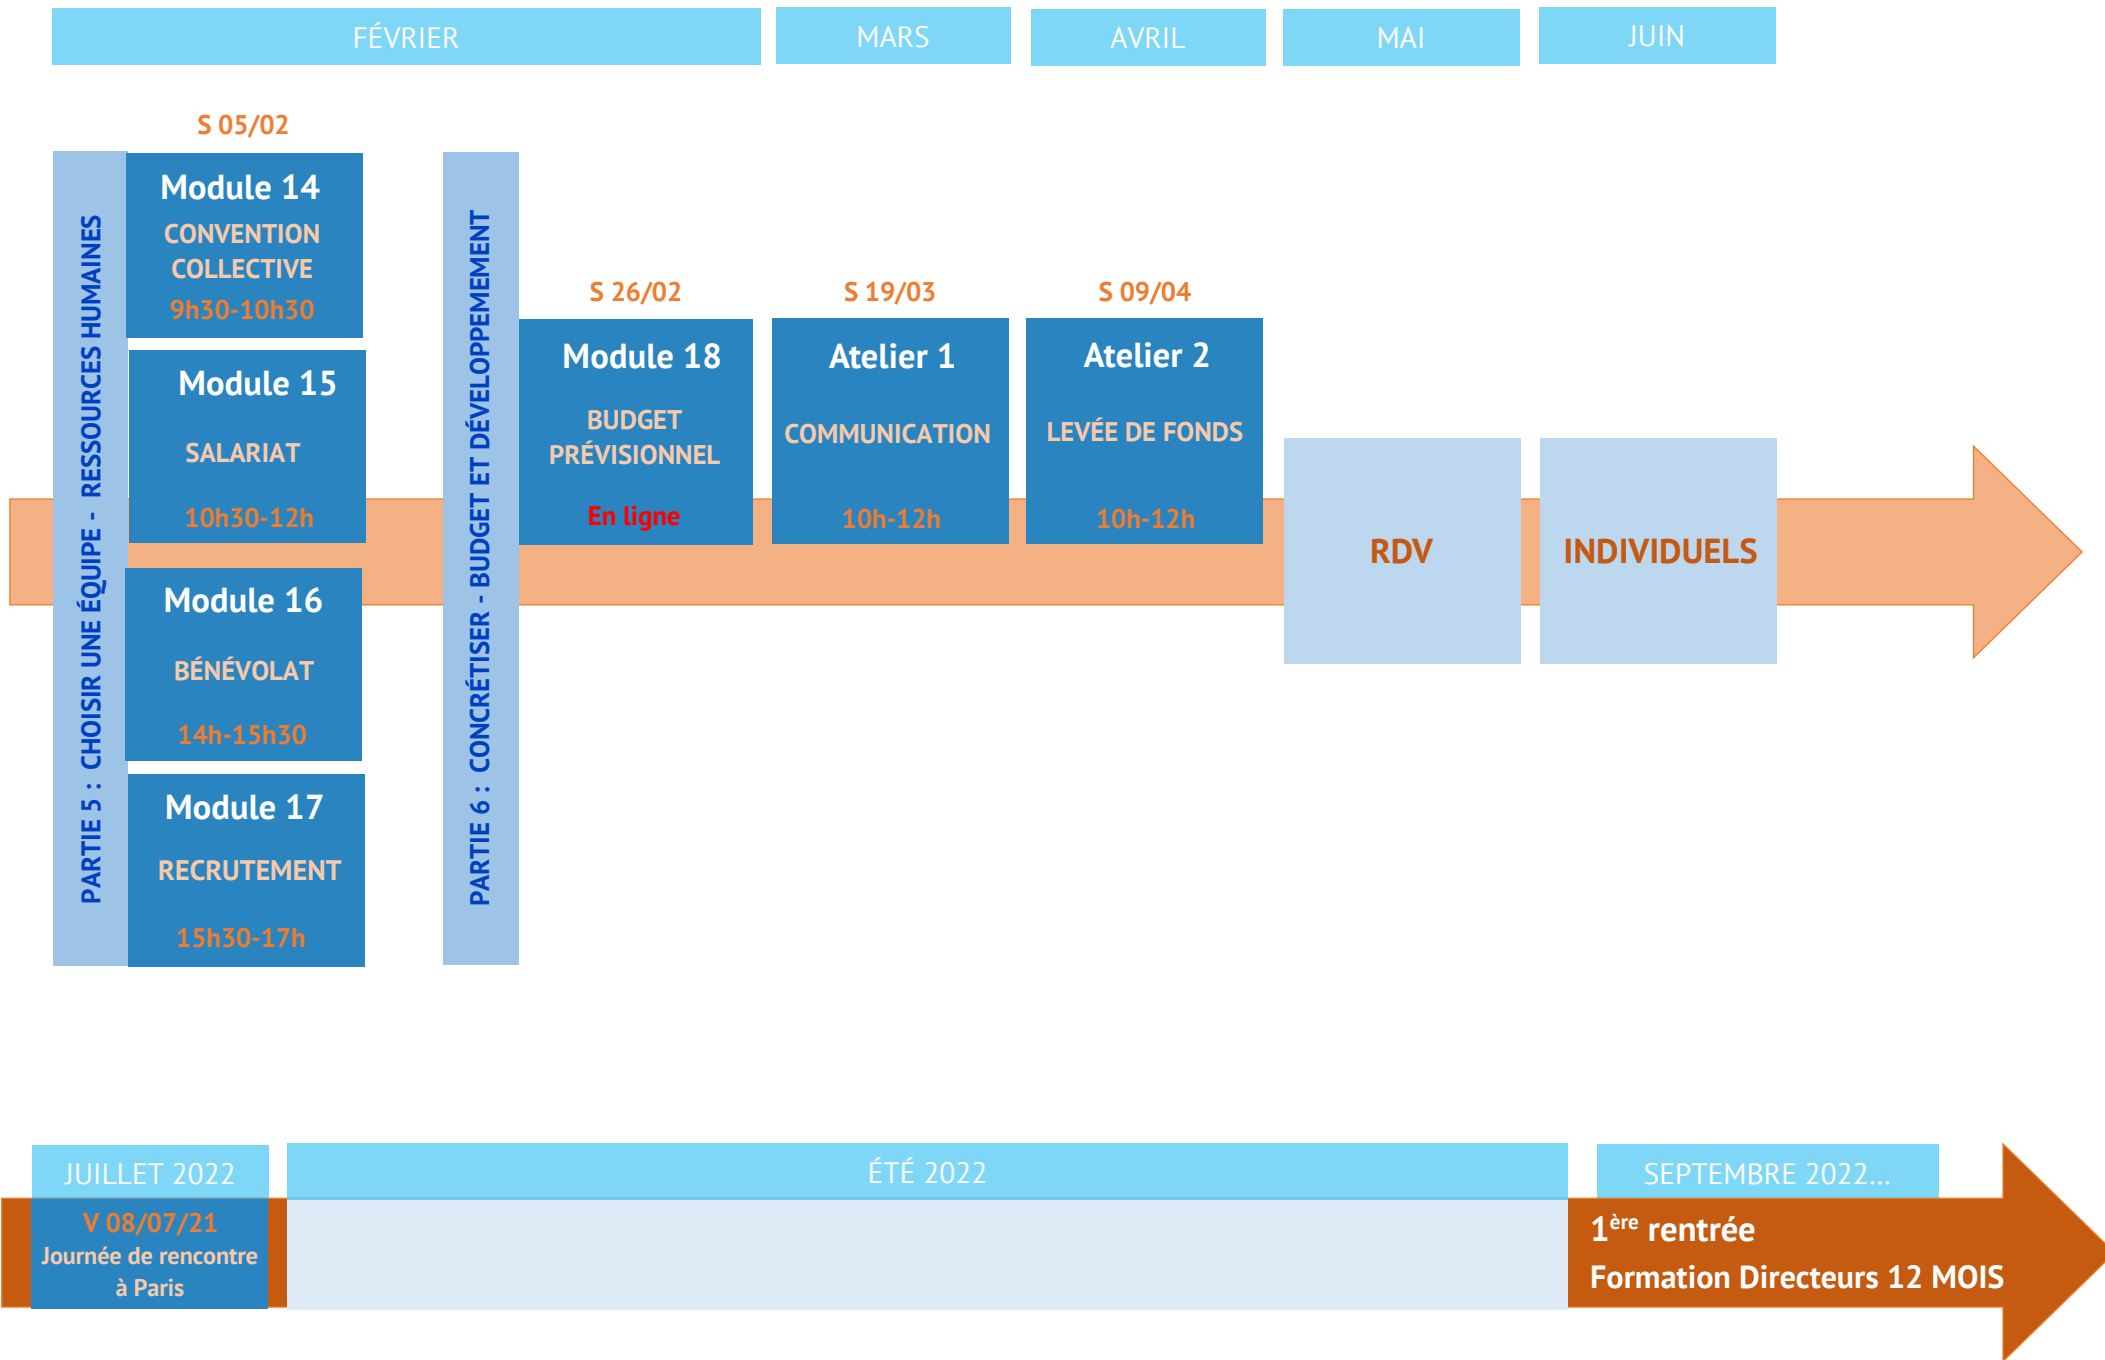 FÉVRIER
MARS
AVRIL
MAI
JUIN
PARTIE 5 : CHOISIR UNE ÉQUIPE - RESSOURCES HUMAINES
S 05/02
Module 14
CONVENTION
COLLECTIVE
9h30-10h30
Module 15
SALARIAT
10h30-12h
Module 16
BÉNÉVOLAT
14h-15h30
Module 17
RECRUTEMENT
15h30-17h
PARTIE 6 : CONCRÉTISER - BUDGET ET DÉVELOPPEMEMENT
S 26/02
Module 18
BUDGET
PRÉVISIONNEL
En ligne
S 19/03
Atelier 1
COMMUNICATION
10h-12h
S 09/04
Atelier 2
LEVÉE DE FONDS
10h-12h
RDV
INDIVIDUELS
JUILLET 2022
V 08/07/21
Journée de rencontre
à Paris
ÉTÉ 2022
SEPTEMBRE 2022...
1ère rentrée
Formation Directeurs 12 MOIS